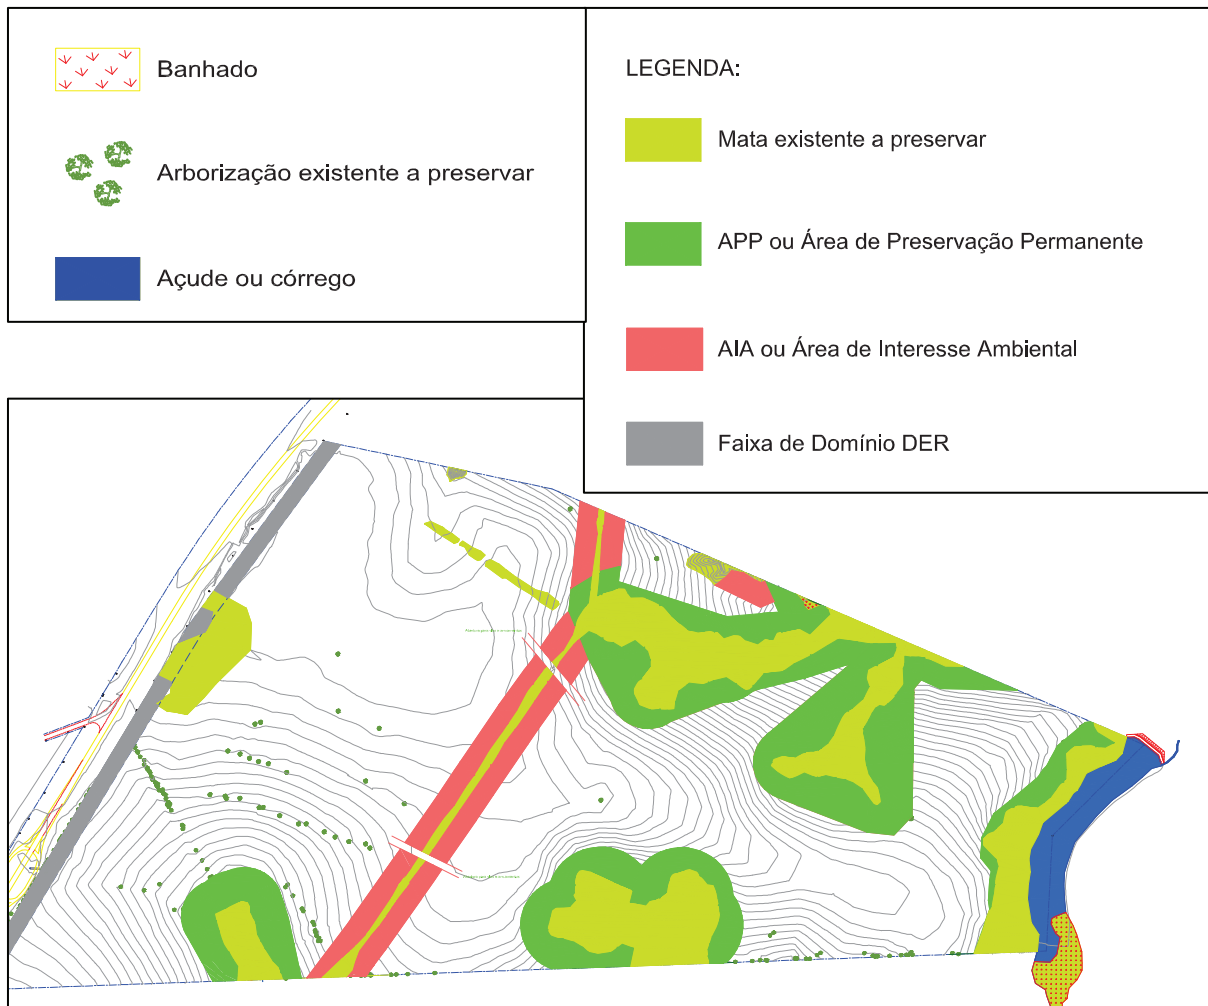 Banhado
Arborização existente a preservar
Açude ou córrego
LEGENDA:
Mata existente a preservar
APP ou Área de Preservação Permanente
AIA ou Área de Interesse Ambiental
Faixa de Domínio DER